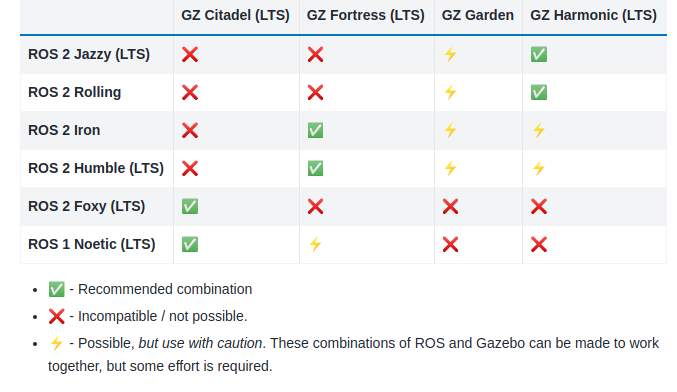 GZ Citadel (LTS) GZ Fortress (LTS) GZ Garden GZ Harmonic (LTS)
ROS 2 Jazzy (LTS) ❌ ❌ ⚡ ✅
ROS 2 Rolling ❌ ❌ ⚡ ✅
ROS 2 Iron ❌ ✅ ⚡ ⚡
ROS 2 Humble (LTS) ❌ ✅ ⚡ ⚡
ROS 2 Foxy (LTS) ✅ ❌ ❌ ❌
ROS 1 Noetic (LTS) ✅ ⚡ ❌ ❌
• ✅ - Recommended combination
• ❌ - Incompatible / not possible.
• ⚡ - Possible, but use with caution. These combinations of ROS and Gazebo can be made to work
together, but some effort is required.